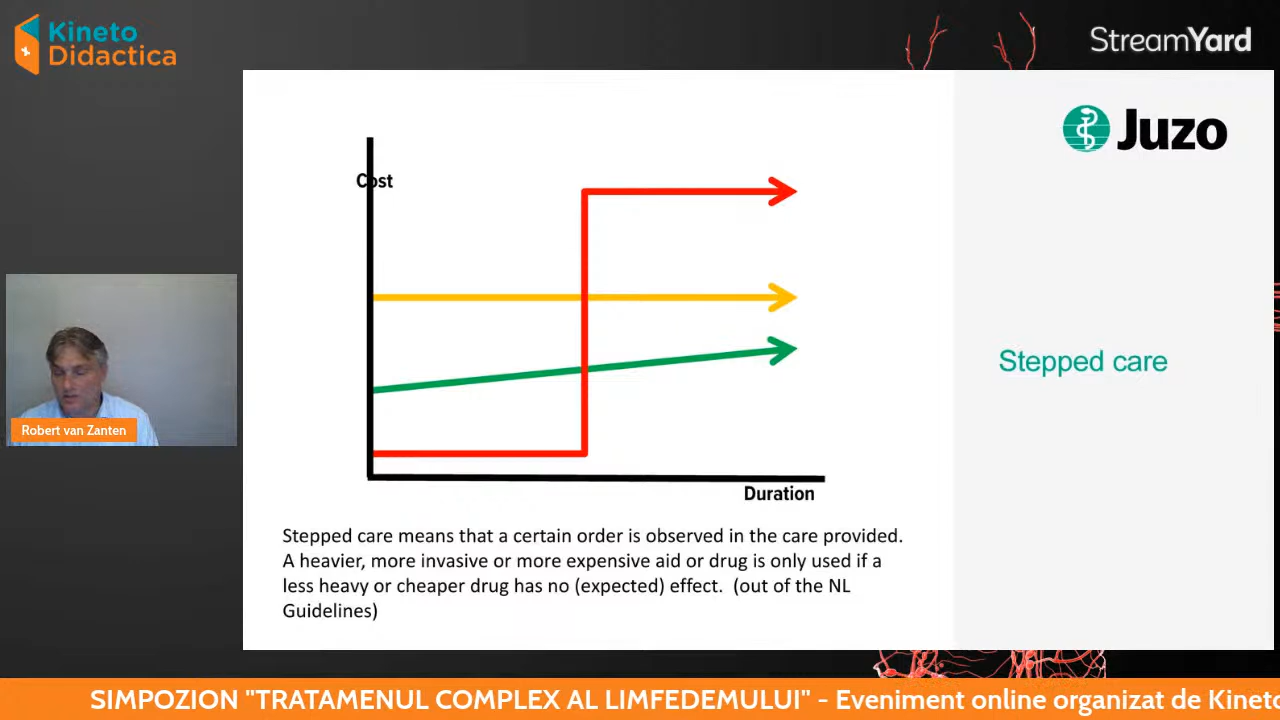 Kineto
Didactica
StreamYard
Juzo
Cost
Stepped care
Robert van Zanten
Duration
Stepped care means that a certain order is observed in the care provided.
A heavier, more invasive or more expensive aid or drug is only used if a
less heavy or cheaper drug has no (expected) effect.  (out of the NL
Guidelines)
SIMPOZION "TRATAMENUL COMPLEX AL LIMFEDEMULUI" - Eveniment online organizat de Kineto